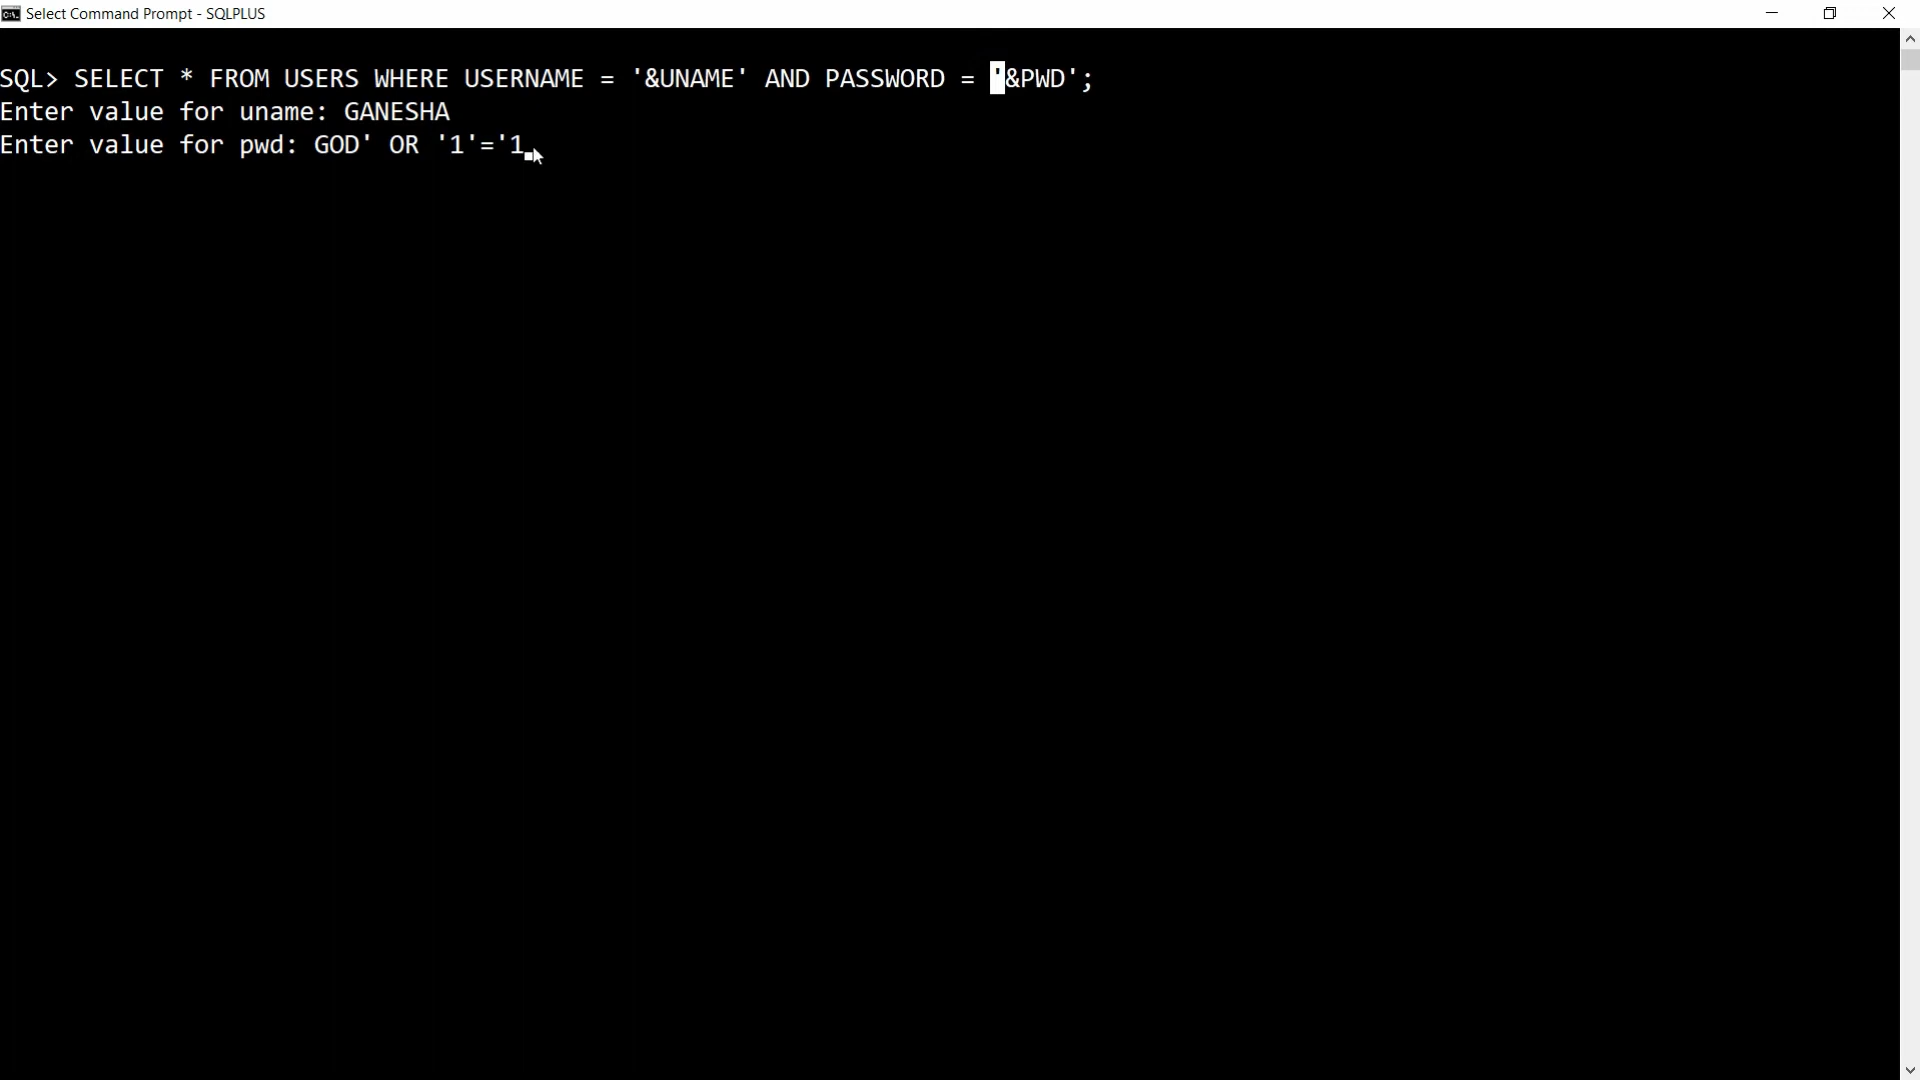 Select Command Prompt - SQLPLUS
SQL> SELECT * FROM USERS WHERE USERNAME = '&UNAME' AND PASSWORD = '&PWD';
Enter value for uname: GANESHA
Enter value for pwd: GOD' OR '1'='1